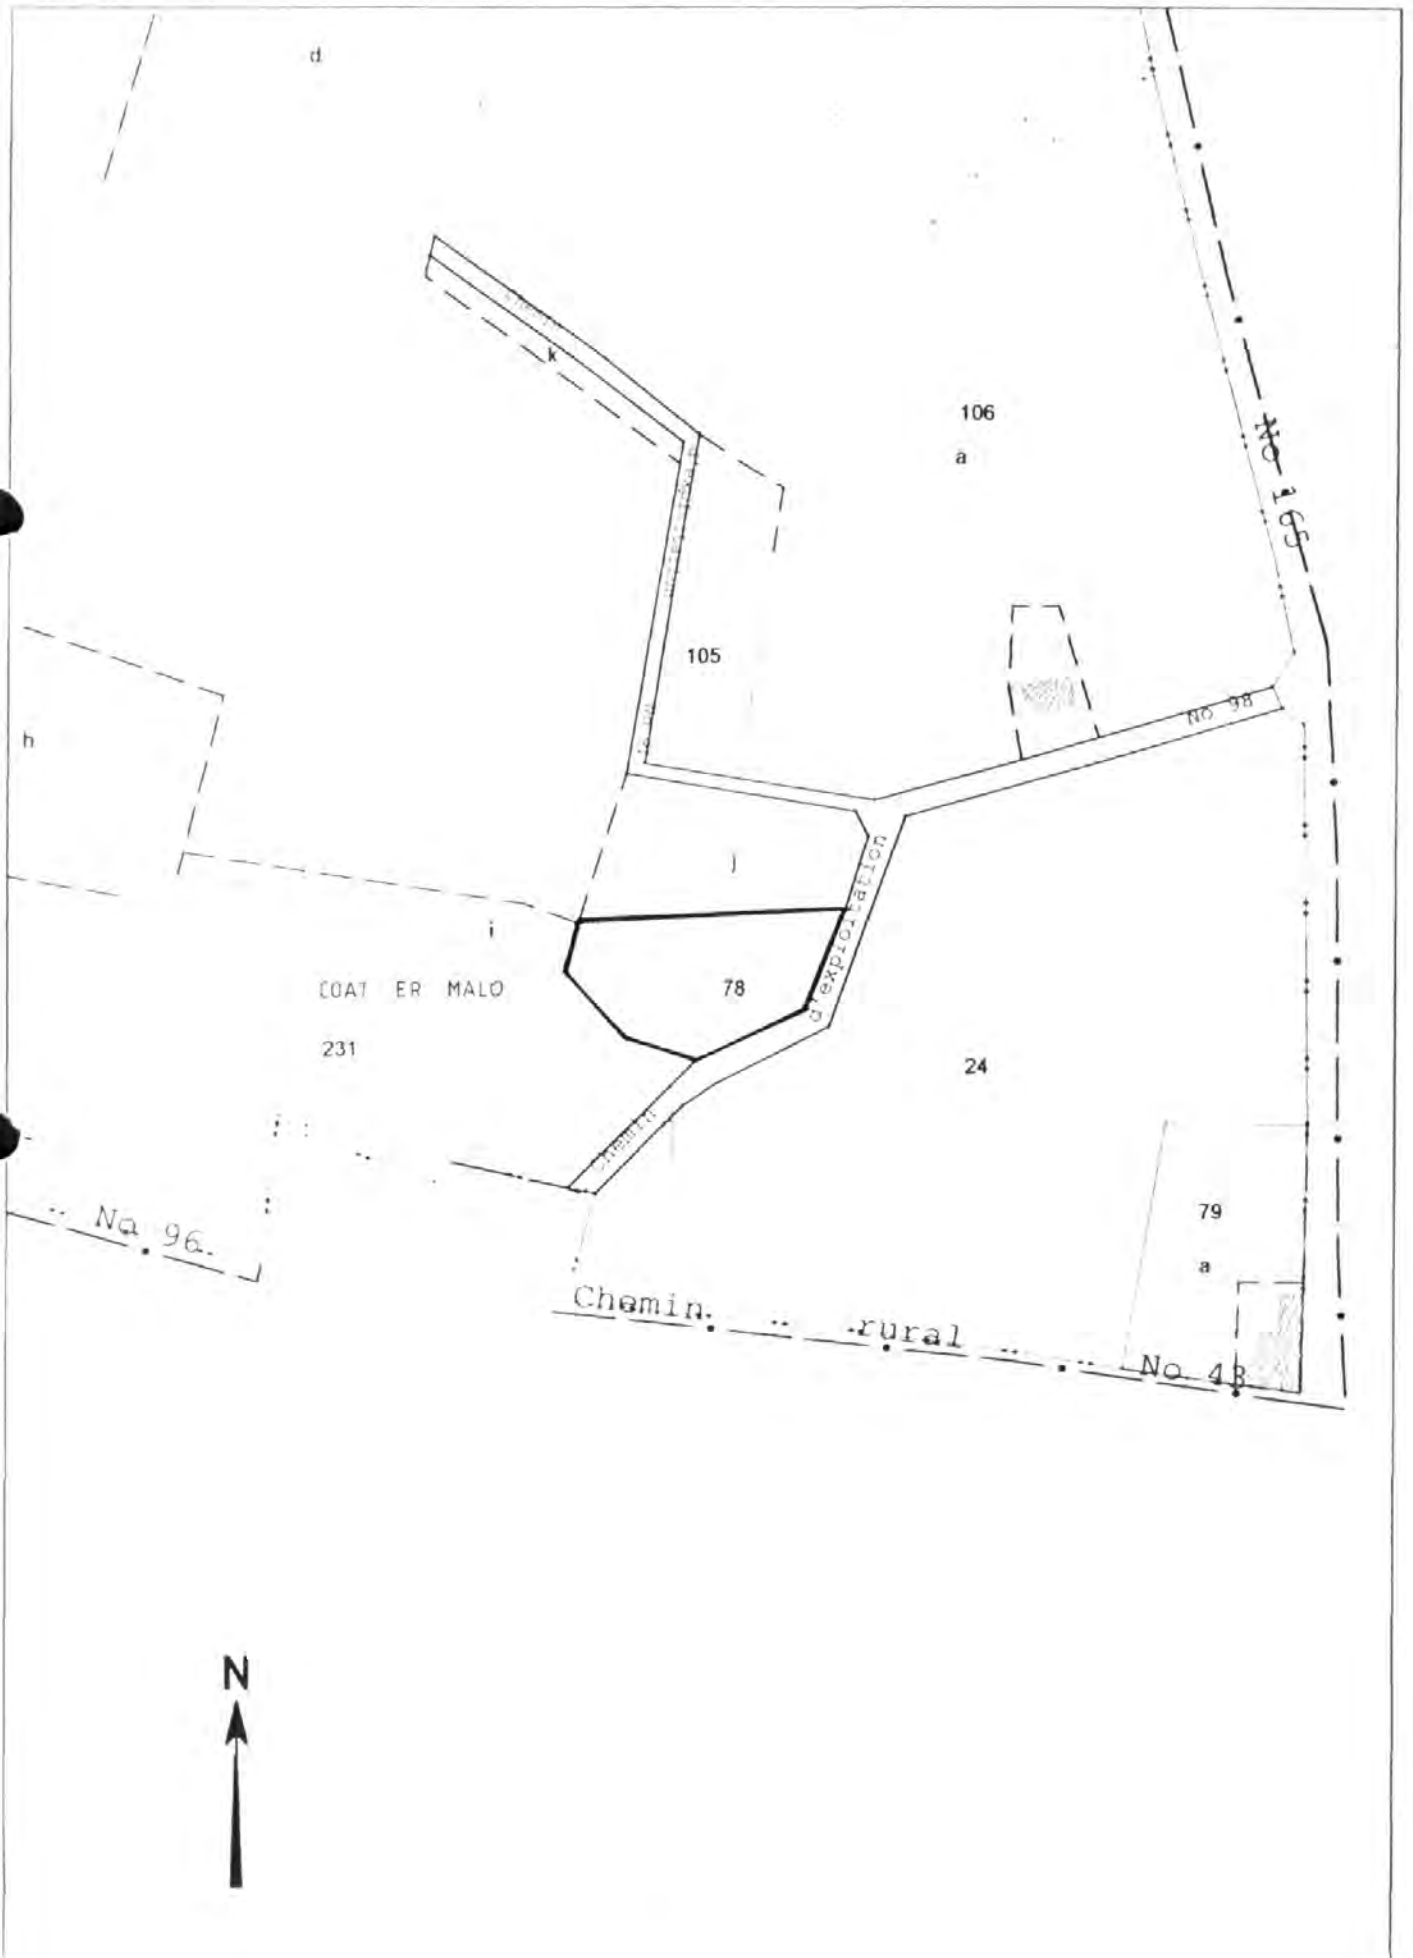 d
Chemin
k
106
a
No 165
105
No 98
h
j
d'exploitation
i
COAT ER MALO
78
231
24
Chemin
79
a
No 96
Chemin rural No 43
N